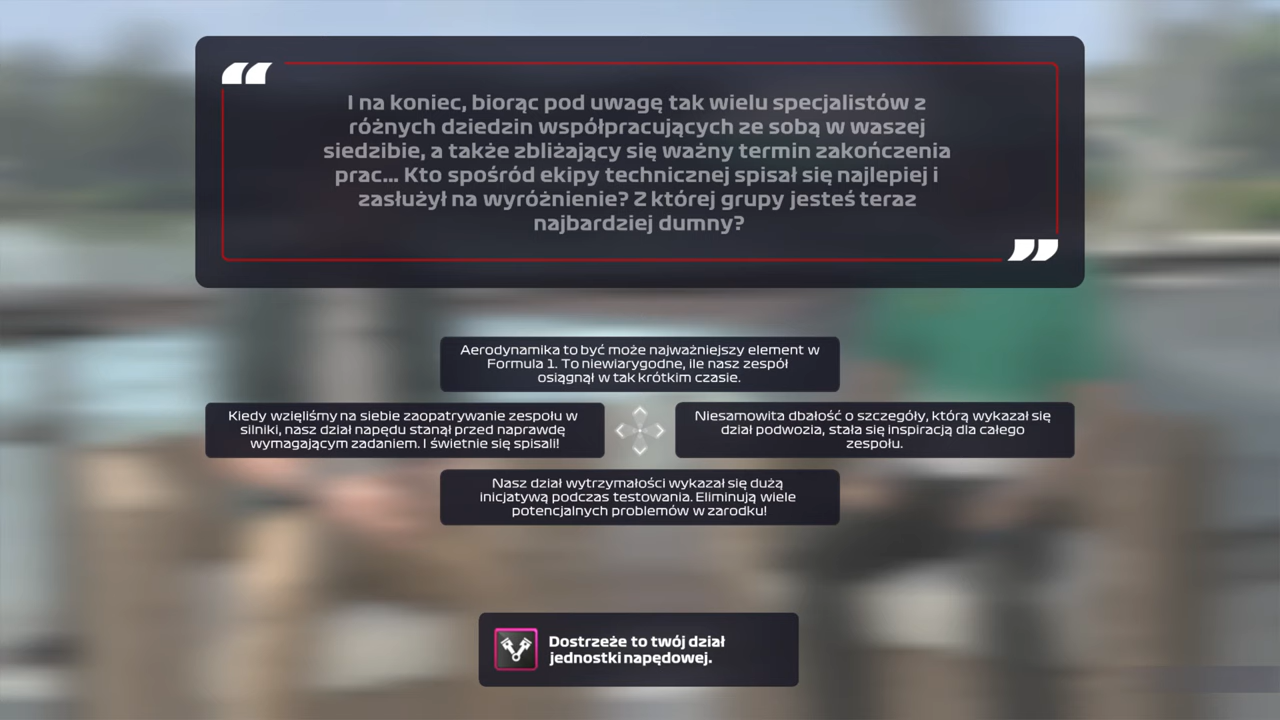 I na koniec, biorąc pod uwagę tak wielu specjalistów z
różnych dziedzin współpracujących ze sobą w waszej
siedzibie, a także zbliżający się ważny termin zakończenia
prac... Kto spośród ekipy technicznej spisał się najlepiej i
zasłużył na wyróżnienie? Z której grupy jesteś teraz
najbardziej dumny?
Aerodynamika to być może najważniejszy element w
Formula 1. To niewiarygodne, ile nasz zespół
osiągnął w tak krótkim czasie.
Kiedy wzięliśmy na siebie zaopatrywanie zespołu w
silniki, nasz dział napędu stanął przed naprawdę
wymagającym zadaniem. I świetnie się spisali!
Niesamowita dbałość o szczegóły, którą wykazał się
dział podwozia, stała się inspiracją dla całego
zespołu.
Nasz dział wytrzymałości wykazał się dużą
inicjatywą podczas testowania. Eliminują wiele
potencjalnych problemów w zarodku!
Dostrzeże to twój dział
jednostki napędowej.